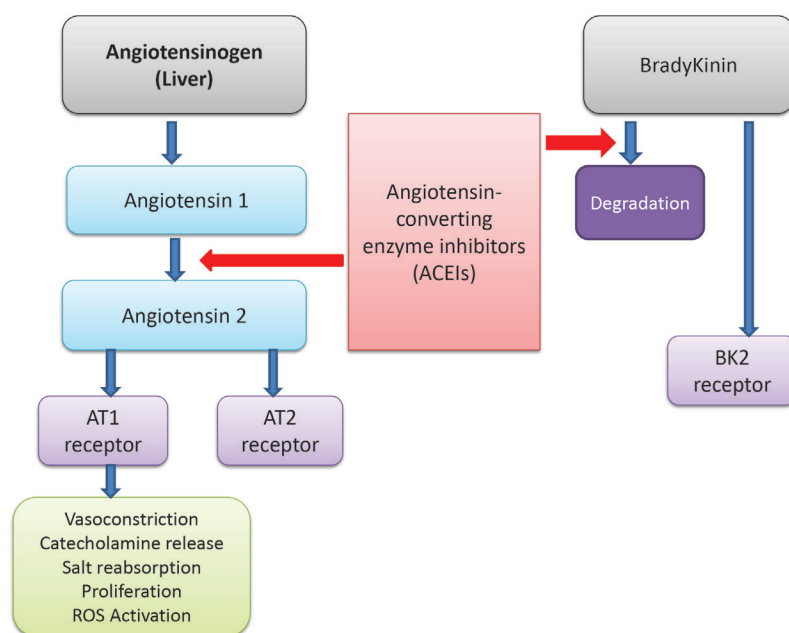 Angiotensinogen
(Liver)
BradyKinin
Angiotensin 1
Angiotensin-
converting
enzyme inhibitors
(ACEIs)
Degradation
Angiotensin 2
BK2
receptor
AT1
receptor
AT2
receptor
Vasoconstriction
Catecholamine release
Salt reabsorption
Proliferation
ROS Activation